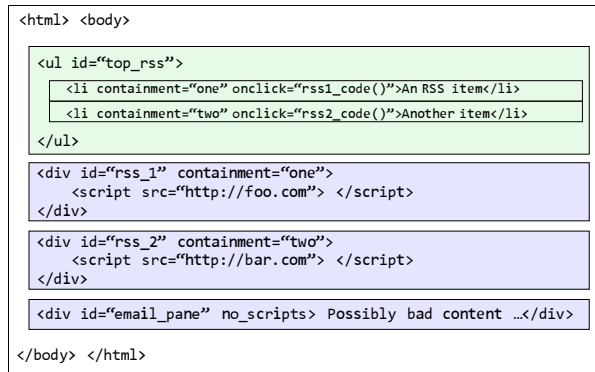 <html> <body>
<ul id=“top_rss”>
<li containment=“one” onclick=“rss1_code()”>An RSS item</li>
<li containment=“two” onclick=“rss2_code()”>Another item</li>
</ul>
<div id=“rss_1” containment=“one”>
<script src=“http://foo.com”> </script>
</div>
<div id=“rss_2” containment=“two”>
<script src=“http://bar.com”> </script>
</div>
<div id=“email_pane” no_scripts> Possibly bad content …</div>
</body> </html>